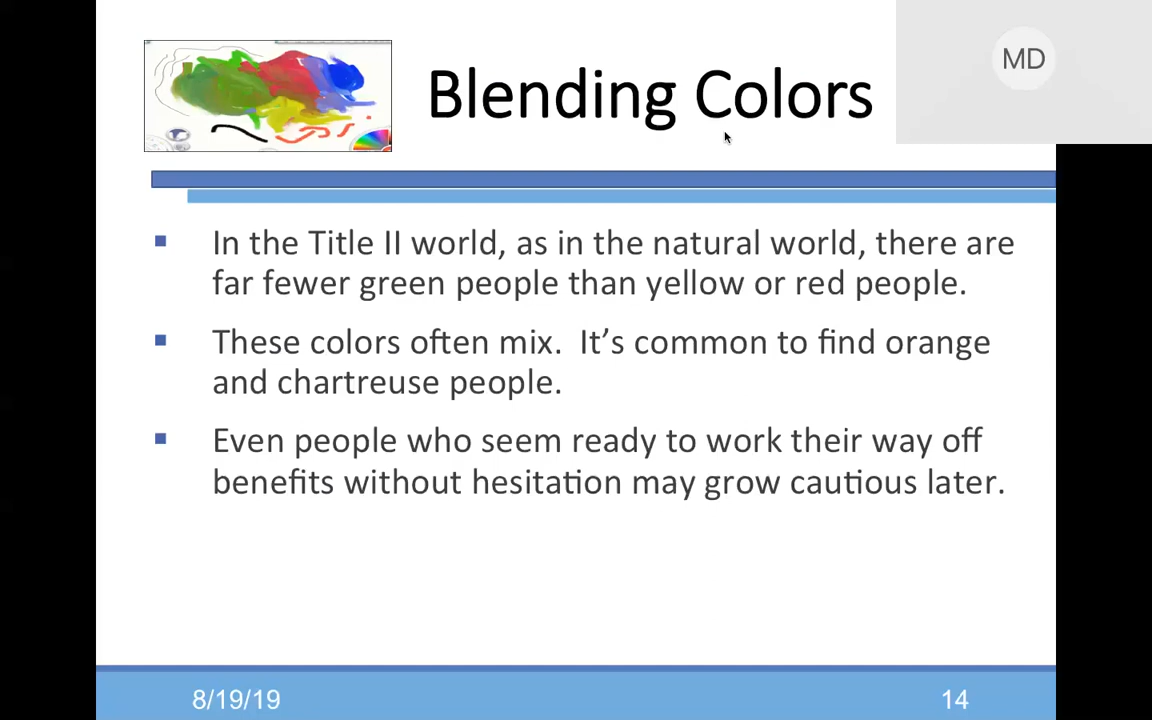 Blending Colors
MD
In the Title II world, as in the natural world, there are
far fewer green people than yellow or red people.
These colors often mix.  It’s common to find orange
and chartreuse people.
Even people who seem ready to work their way off
benefits without hesitation may grow cautious later.
8/19/19
14